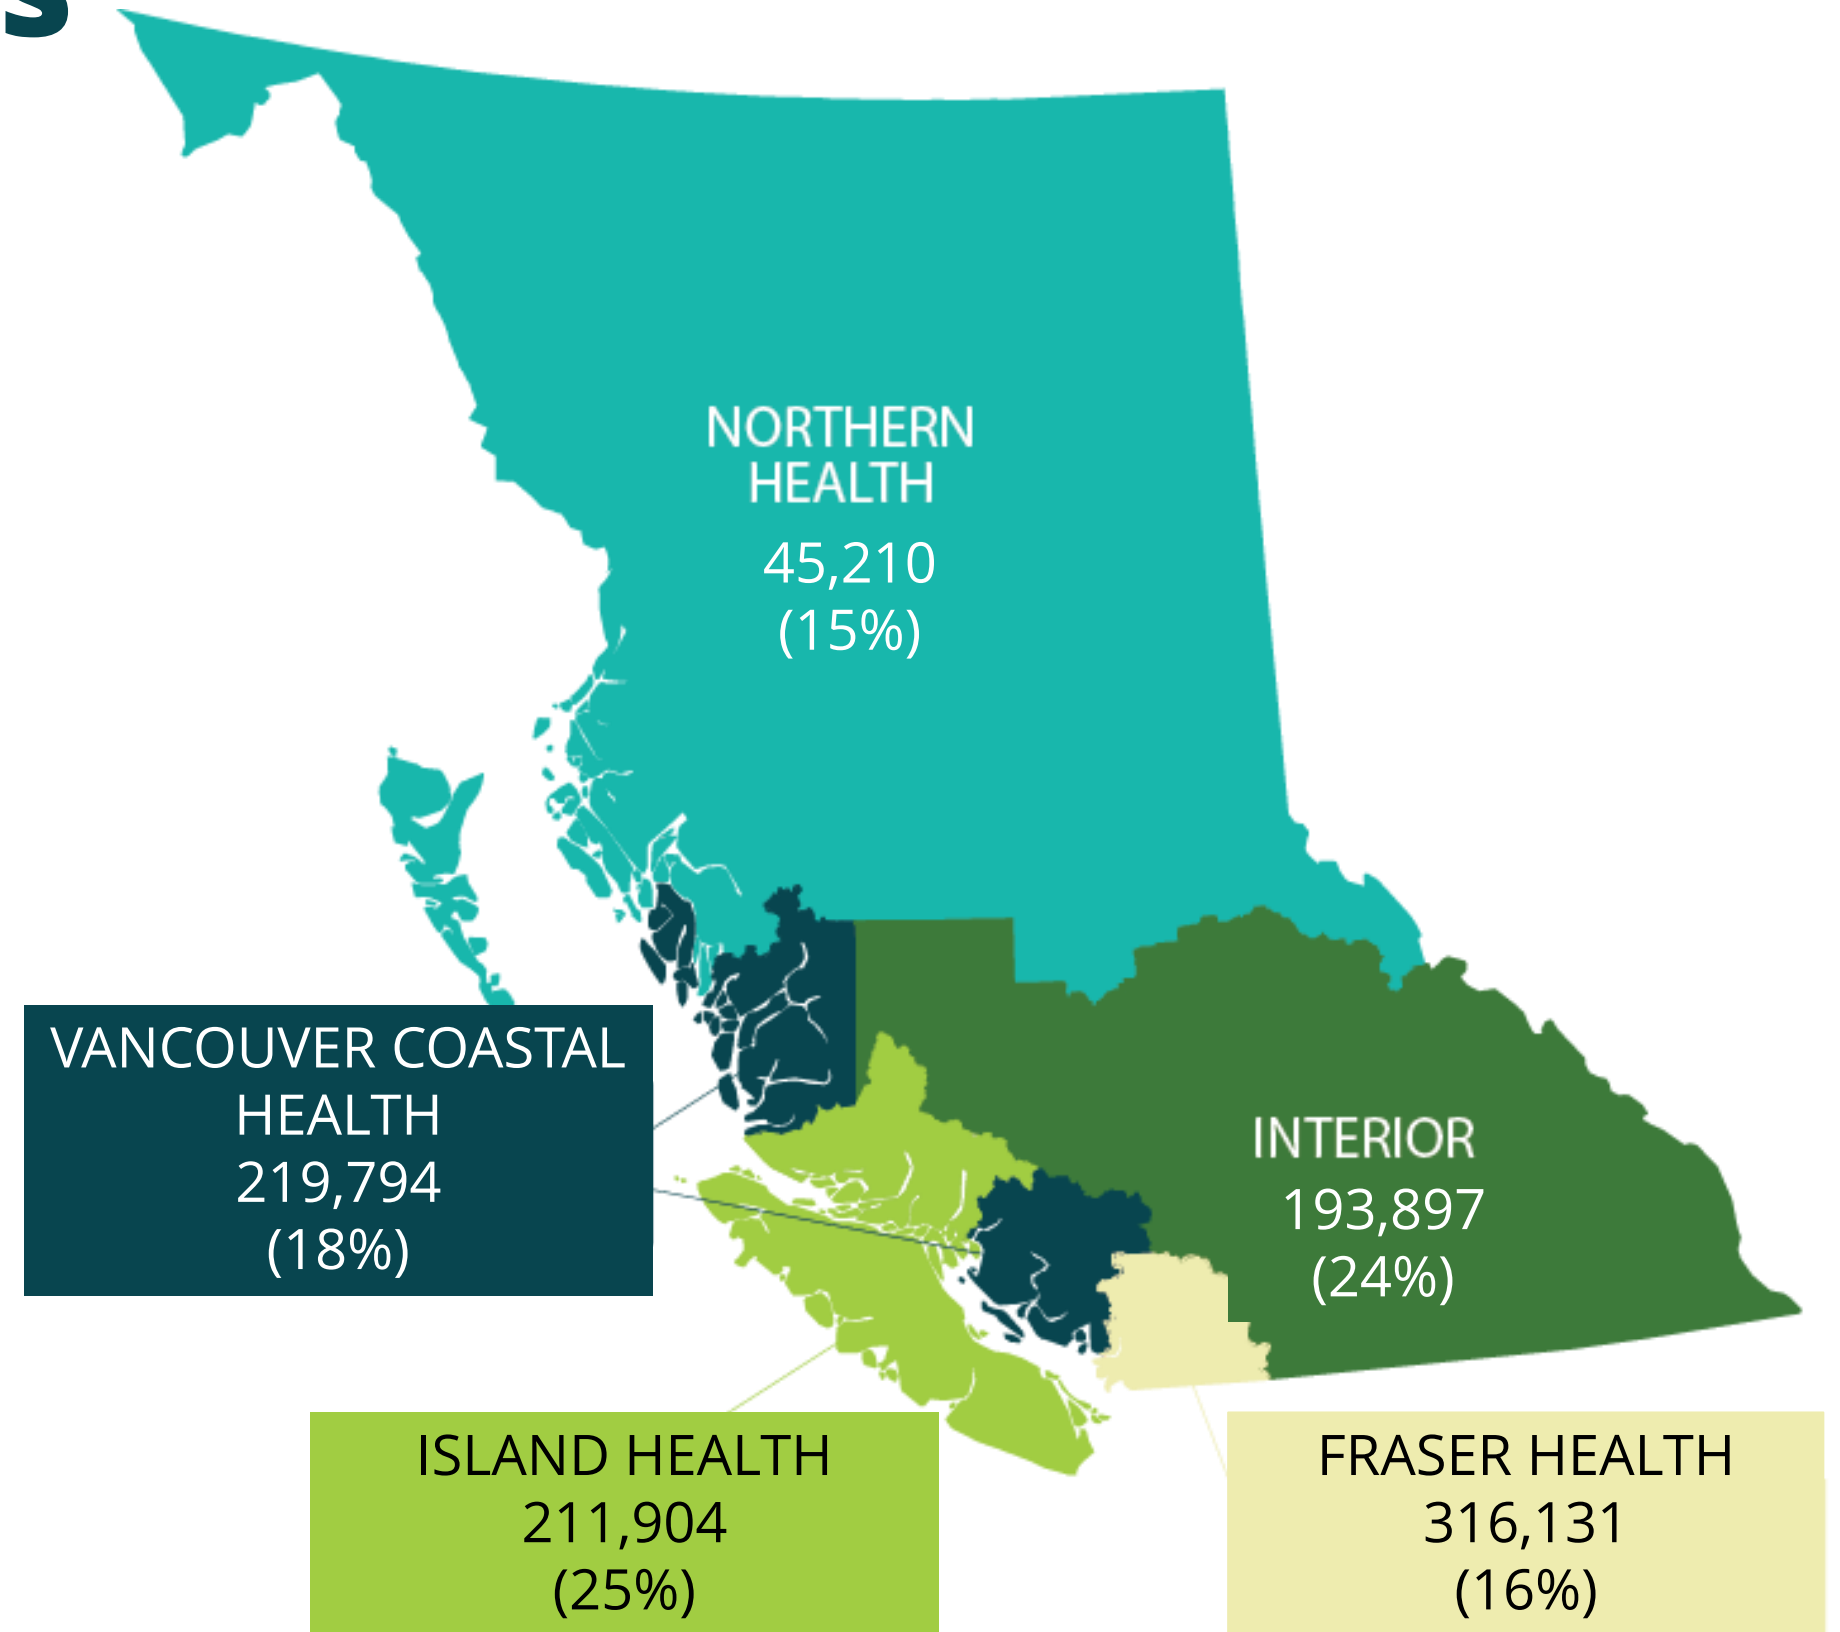 NORTHERN
HEALTH
45,210
(15%)
VANCOUVER COASTAL
HEALTH
219,794
(18%)
INTERIOR
193,897
(24%)
ISLAND HEALTH
211,904
(25%)
FRASER HEALTH
316,131
(16%)